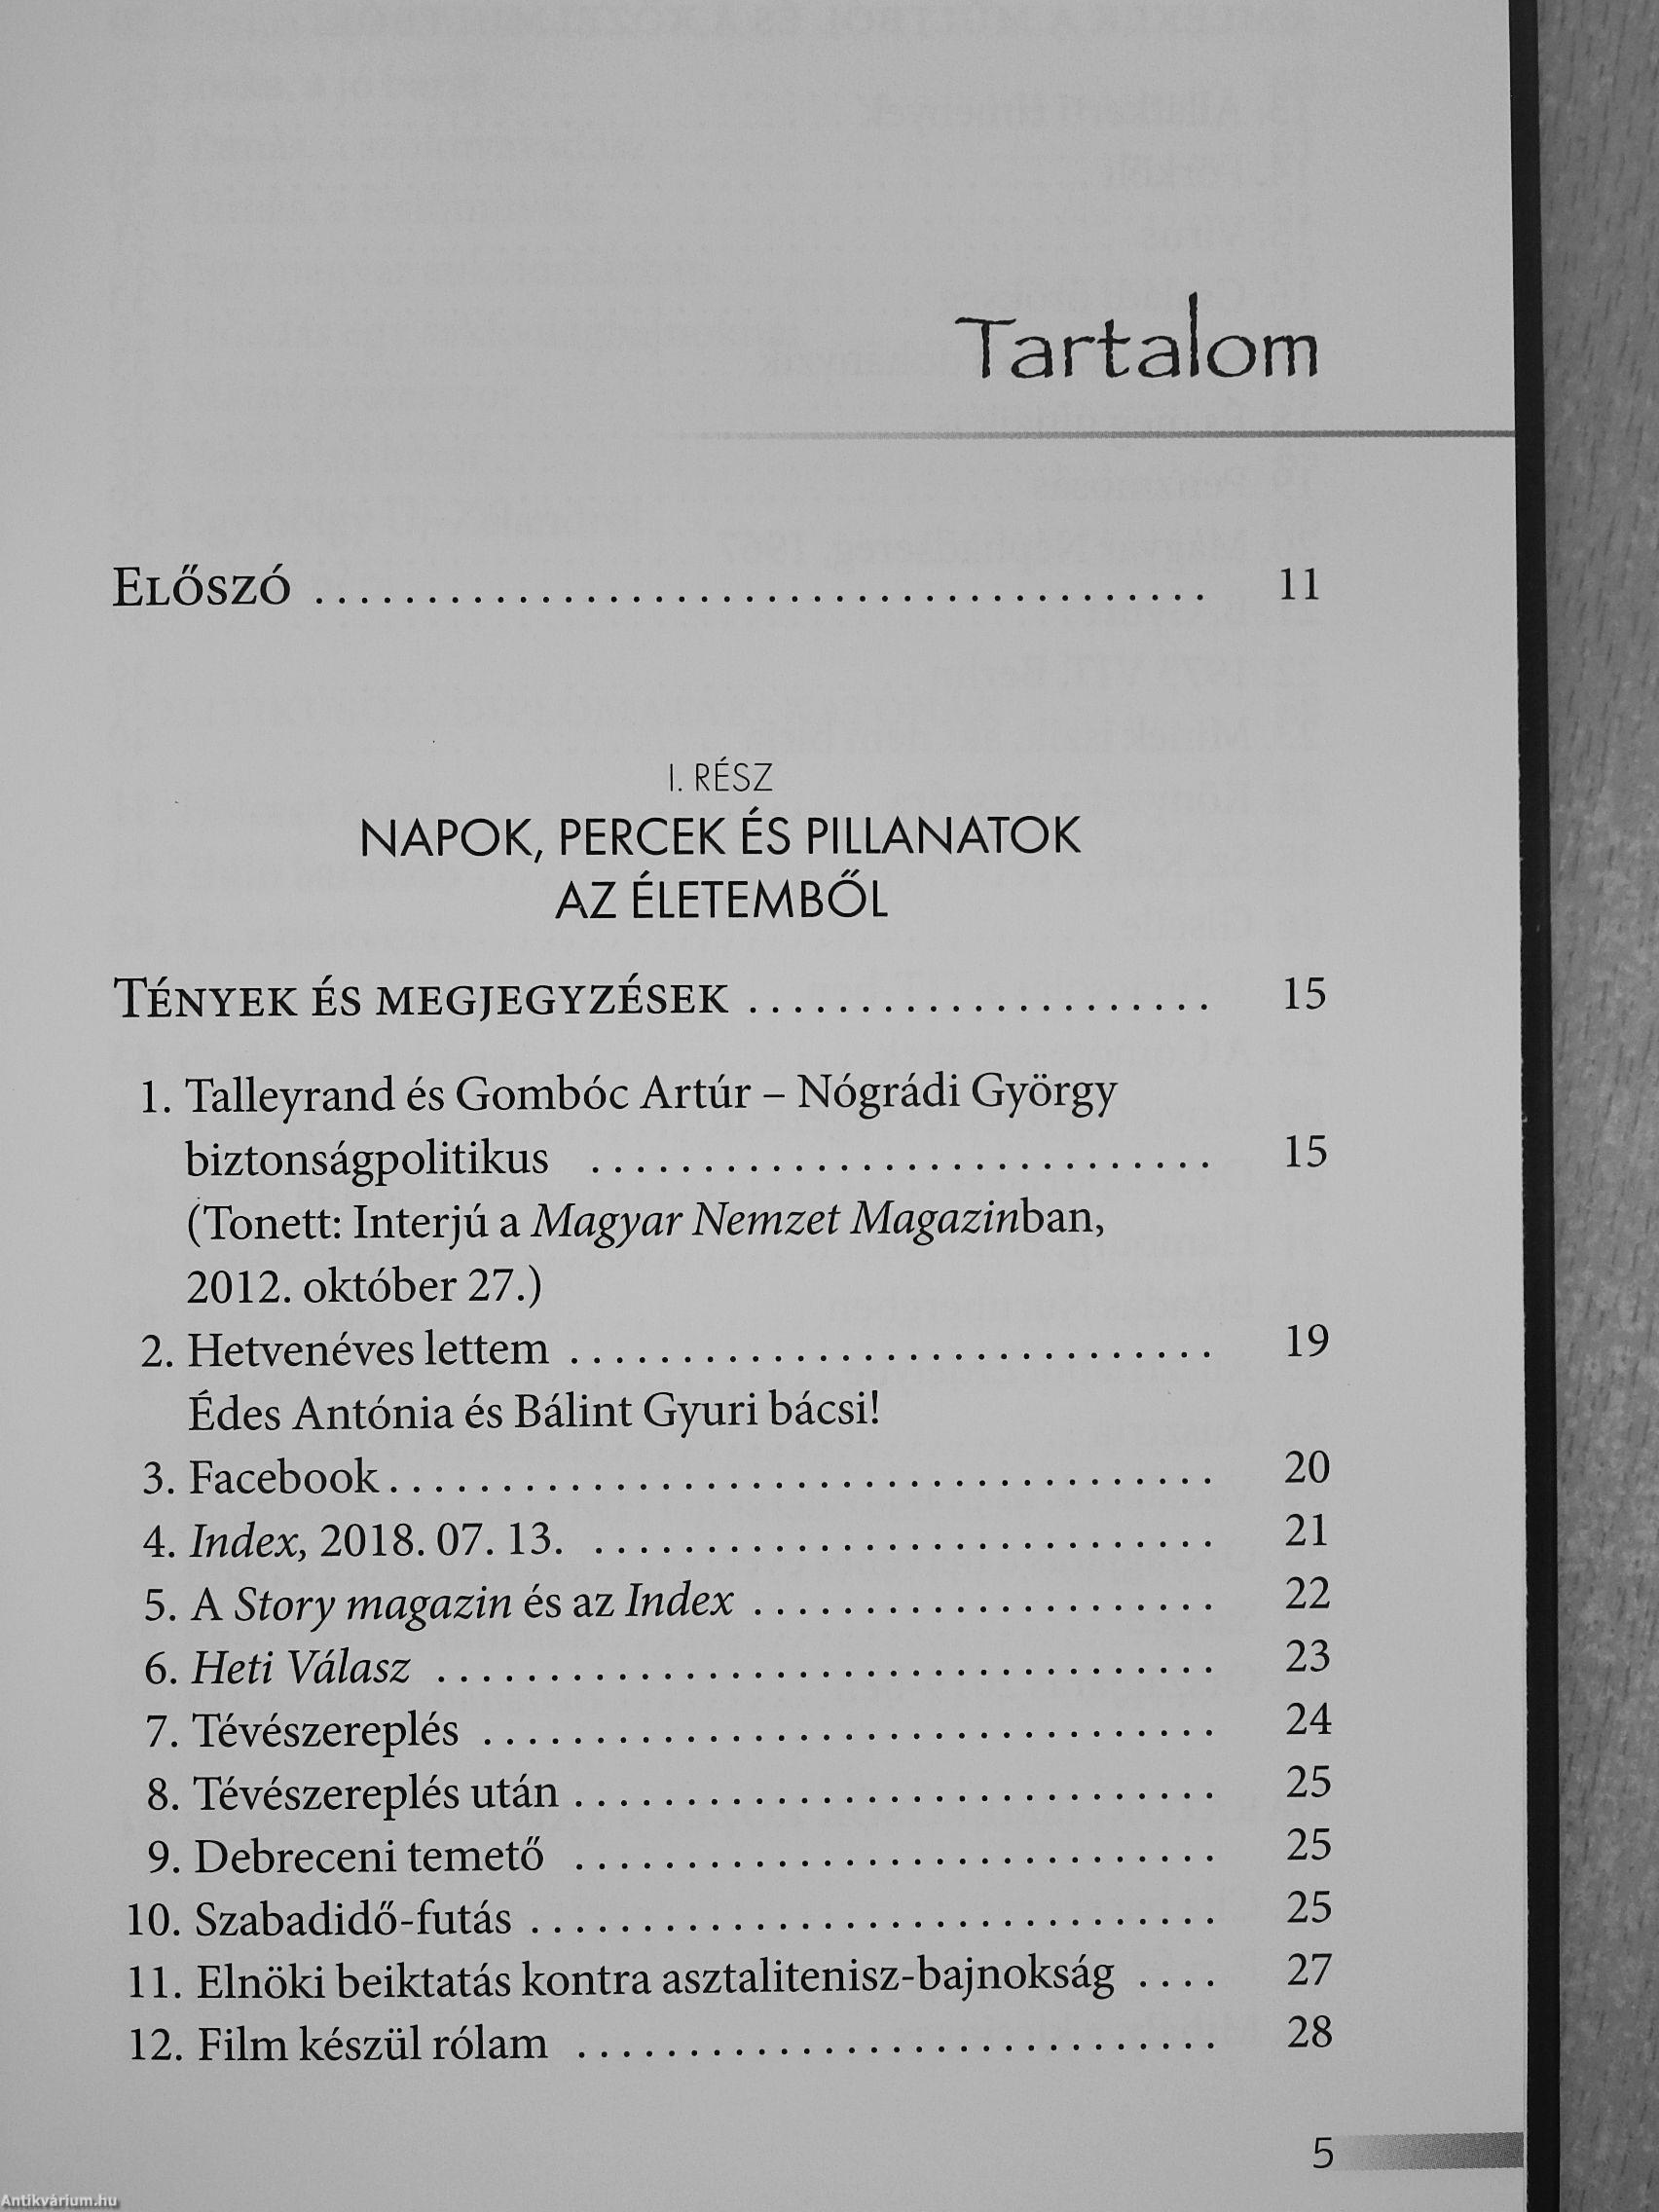 Tartalom
Előszó . . . . . . . . . . . . . . . . . . . . . . . . . . . . . . . . . . . . . . . . 11
I. RÉSZ
NAPOK, PERCEK ÉS PILLANATOK
AZ ÉLETEMBŐL
Tények és megjegyzések . . . . . . . . . . . . . . . . . . . . . 15
1. Talleyrand és Gombóc Artúr – Nógrádi György
biztonságpolitikus . . . . . . . . . . . . . . . . . . . . . . . . . . . . 15
(Tonett: Interjú a Magyar Nemzet Magazinban,
2012. október 27.)
2. Hetvenéves lettem . . . . . . . . . . . . . . . . . . . . . . . . . . . . . 19
Édes Antónia és Bálint Gyuri bácsi!
3. Facebook . . . . . . . . . . . . . . . . . . . . . . . . . . . . . . . . . . . . . 20
4. Index, 2018. 07. 13. . . . . . . . . . . . . . . . . . . . . . . . . . . . . 21
5. A Story magazin és az Index . . . . . . . . . . . . . . . . . . . . . 22
6. Heti Válasz . . . . . . . . . . . . . . . . . . . . . . . . . . . . . . . . . . . 23
7. Tévészereplés . . . . . . . . . . . . . . . . . . . . . . . . . . . . . . . . . 24
8. Tévészereplés után . . . . . . . . . . . . . . . . . . . . . . . . . . . . . 25
9. Debreceni temető . . . . . . . . . . . . . . . . . . . . . . . . . . . . . 25
10. Szabadidő-futás . . . . . . . . . . . . . . . . . . . . . . . . . . . . . . . 25
11. Elnöki beiktatás kontra asztalitenisz-bajnokság . . . . 27
12. Film készül rólam . . . . . . . . . . . . . . . . . . . . . . . . . . . . . 28
5
Antikvárium.hu